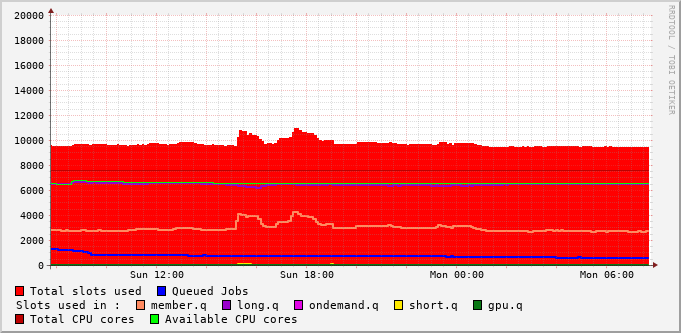 20000
18000
16000
14000
12000
10000
8000
6000
4000
2000
0
Sun 12:00 Sun 18:00 Mon 00:00 Mon 06:00
RRDTOOL / TOBI OETIKER
Total slots used Queued Jobs
Slots used in : member.q long.q ondemand.q short.q gpu.q
Total CPU cores Available CPU cores